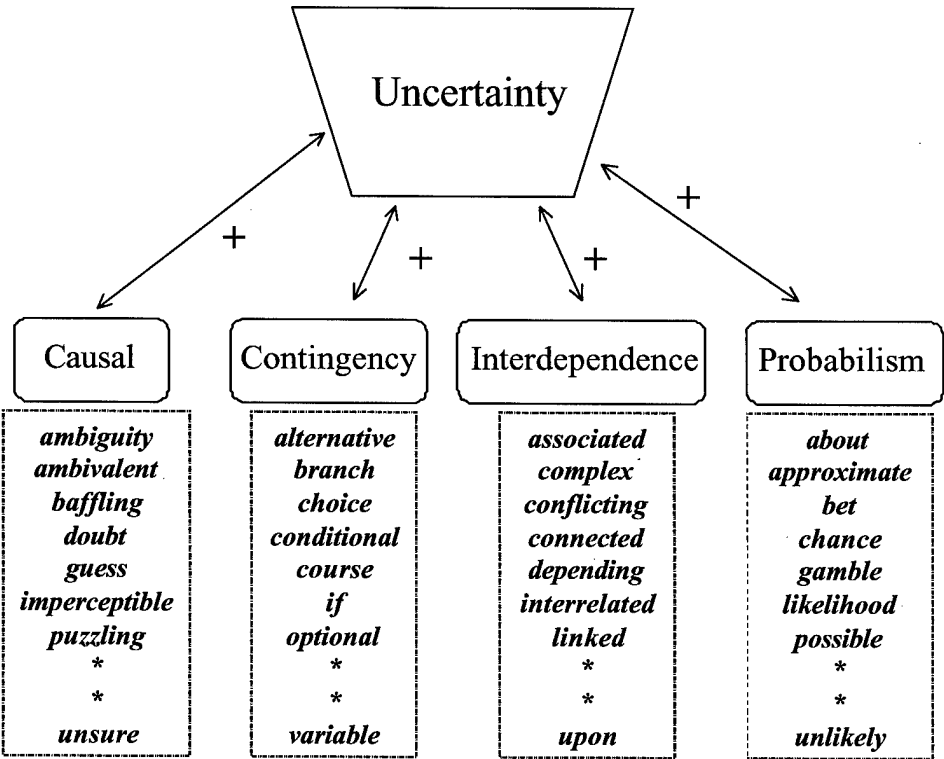 Uncertainty
+
+
+
+
Causal
Contingency
Interdependence
Probabilism
ambiguity
ambivalent
baffling
doubt
guess
imperceptible
puzzling
*
*
unsure
alternative
branch
choice
conditional
course
if
optional
*
*
variable
associated
complex
conflicting
connected
depending
interrelated
linked
*
*
upon
about
approximate
bet
chance
gamble
likelihood
possible
*
*
unlikely